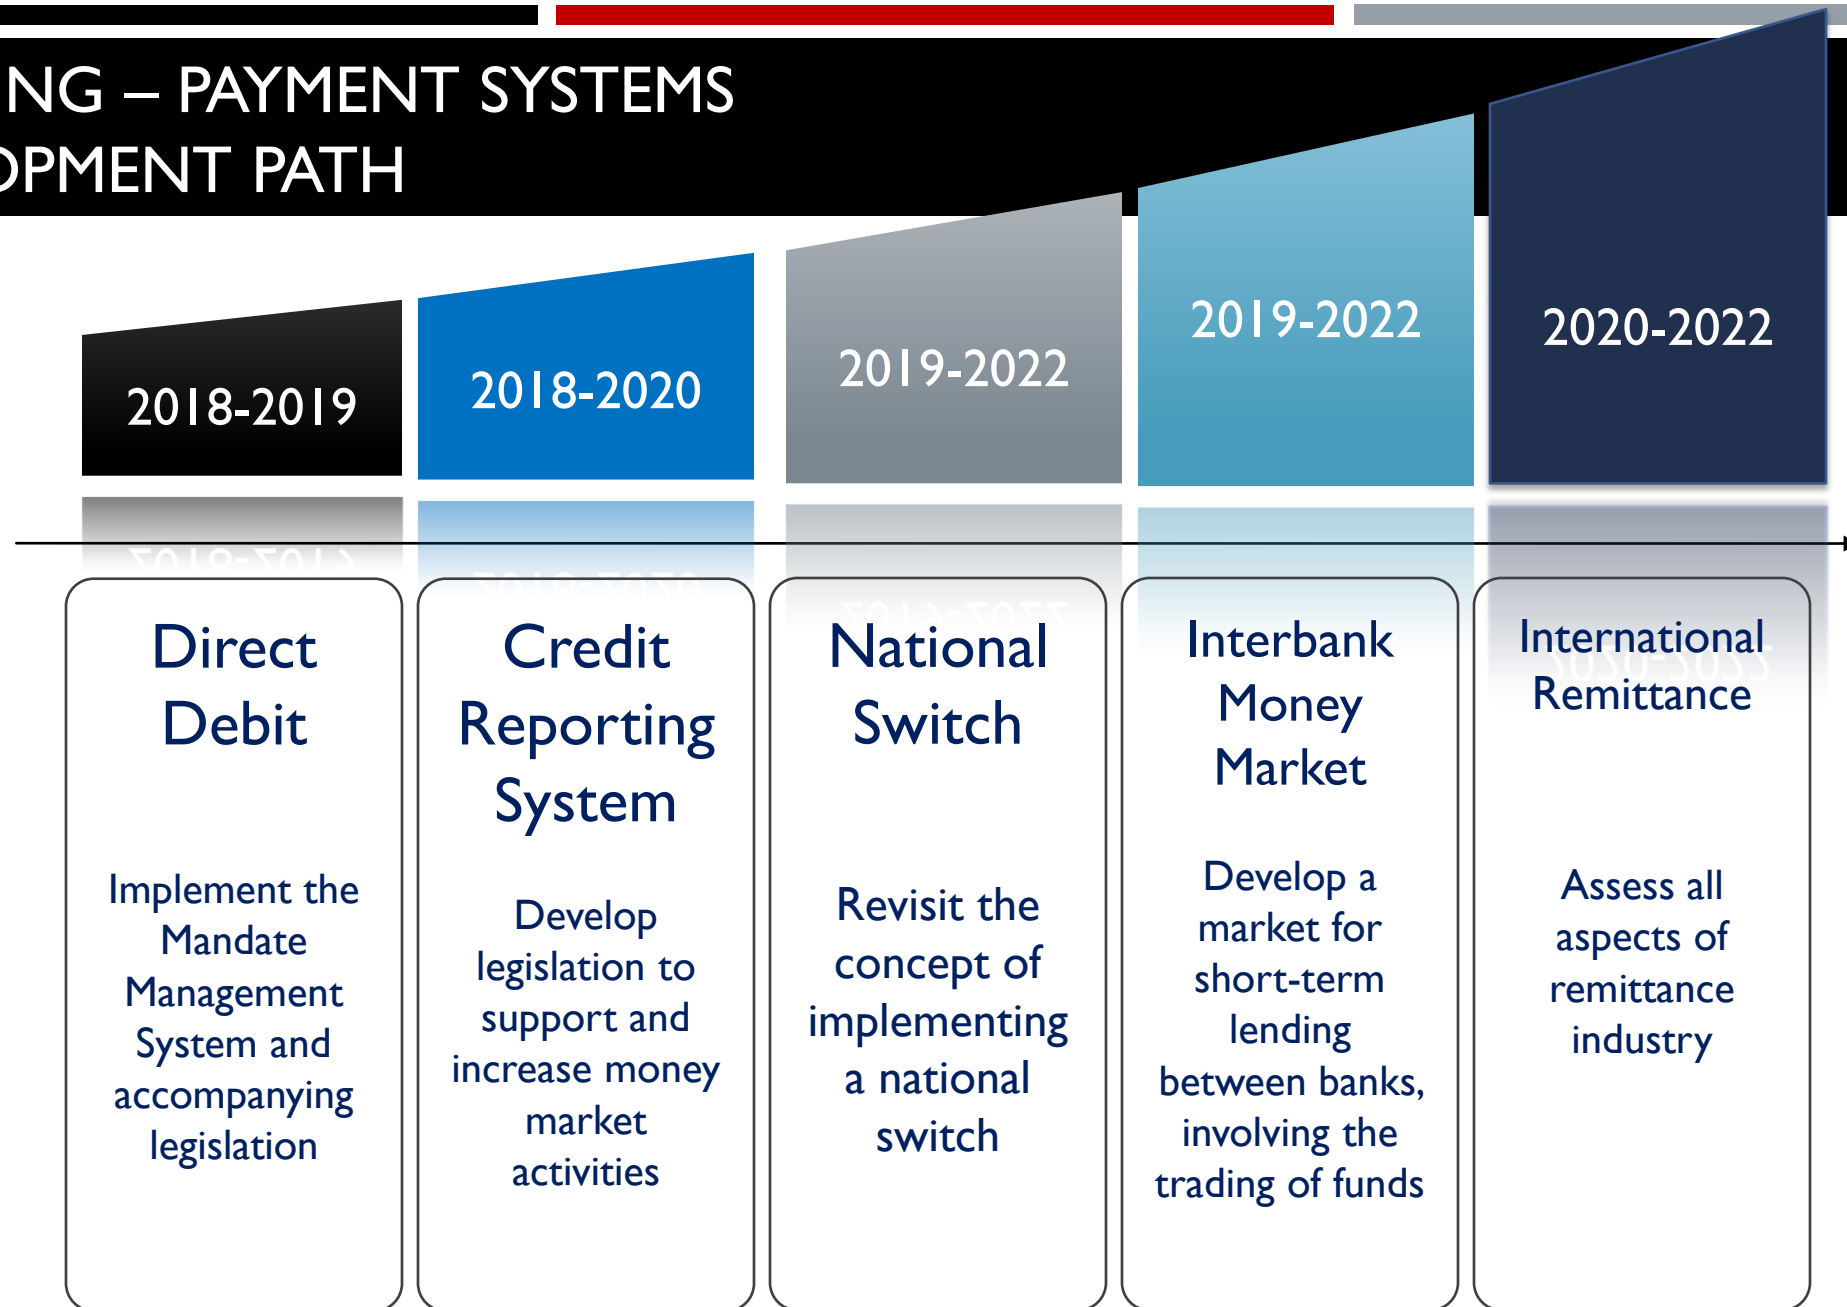 NG – PAYMENT SYSTEMS
OPMENT PATH
2018-2019
2018-2020
2019-2022
2019-2022
2020-2022
Direct
Debit
Implement the
Mandate
Management
System and
accompanying
legislation
Credit
Reporting
System
Develop
legislation to
support and
increase money
market
activities
National
Switch
Revisit the
concept of
implementing
a national
switch
Interbank
Money
Market
Develop a
market for
short-term
lending
between banks,
involving the
trading of funds
International
Remittance
Assess all
aspects of
remittance
industry